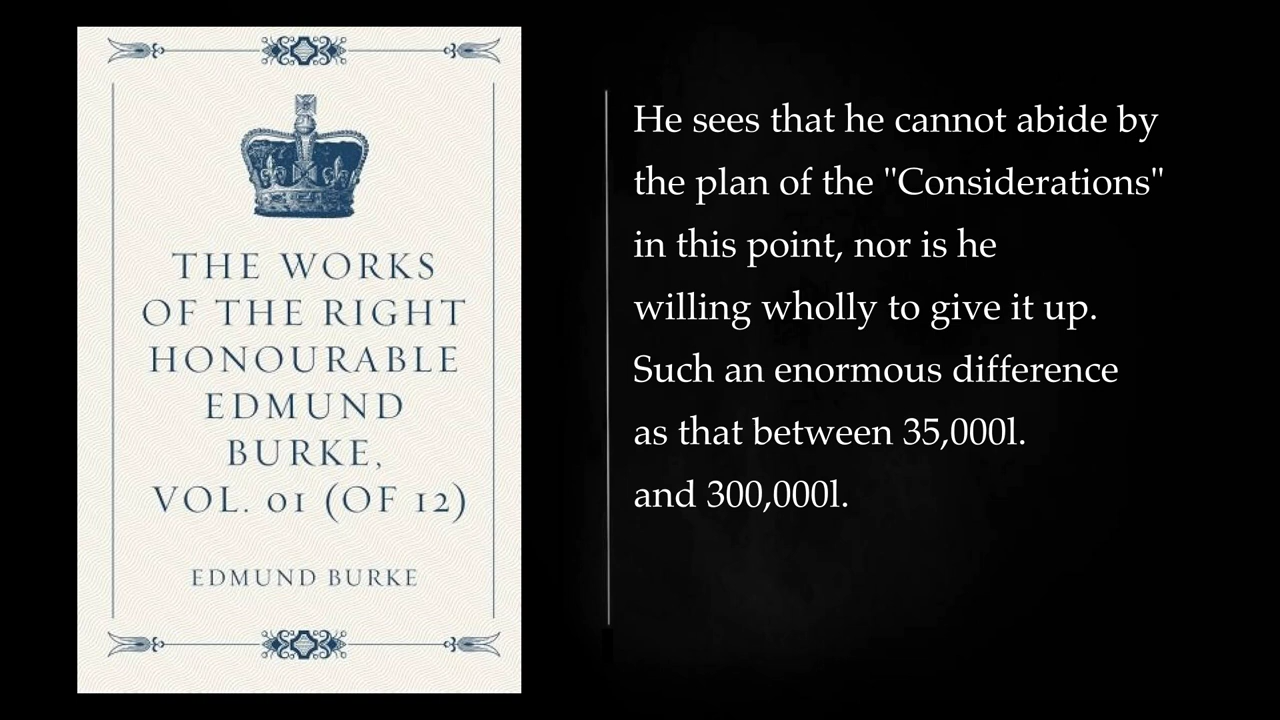 THE WORKS
OF THE RIGHT
HONOURABLE
EDMUND
BURKE,
VOL. 01 (OF 12)
EDMUND BURKE
He sees that he cannot abide by
the plan of the "Considerations"
in this point, nor is he
willing wholly to give it up.
Such an enormous difference
as that between 35,000l.
and 300,000l.